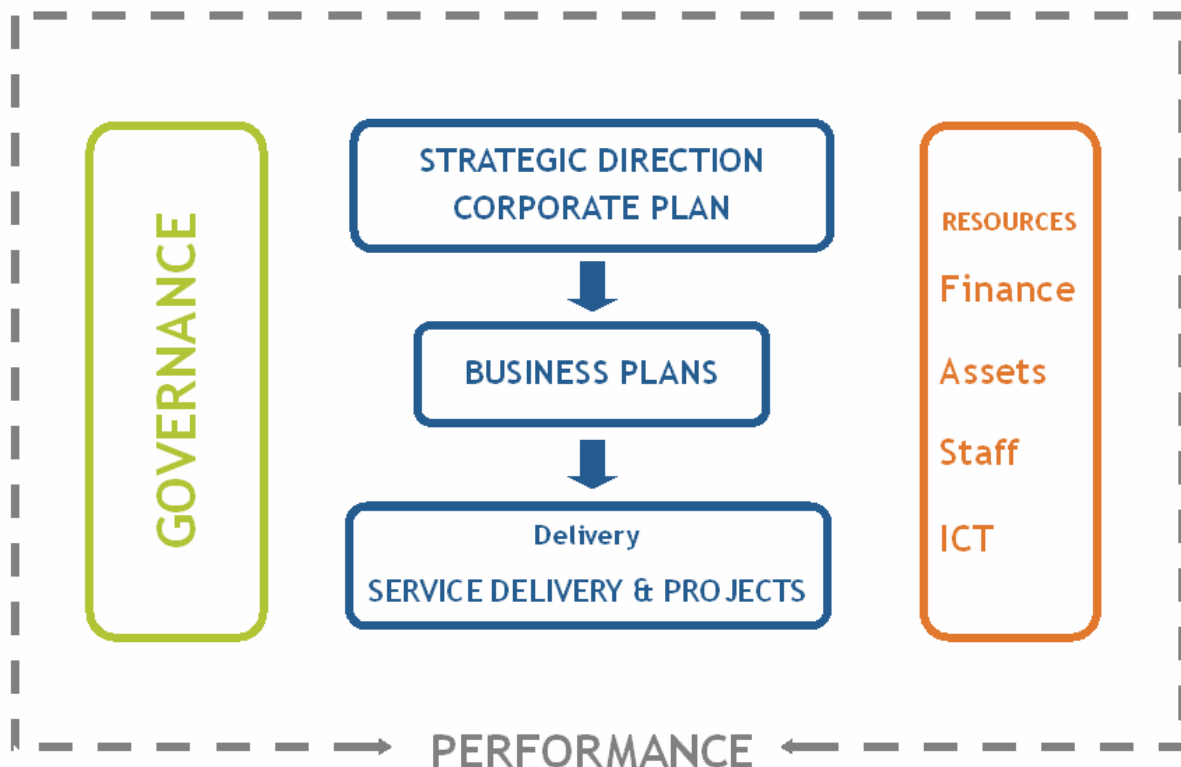 GOVERNANCE
STRATEGIC DIRECTION
CORPORATE PLAN
BUSINESS PLANS
Delivery
SERVICE DELIVERY & PROJECTS
RESOURCES
Finance
Assets
Staff
ICT
PERFORMANCE